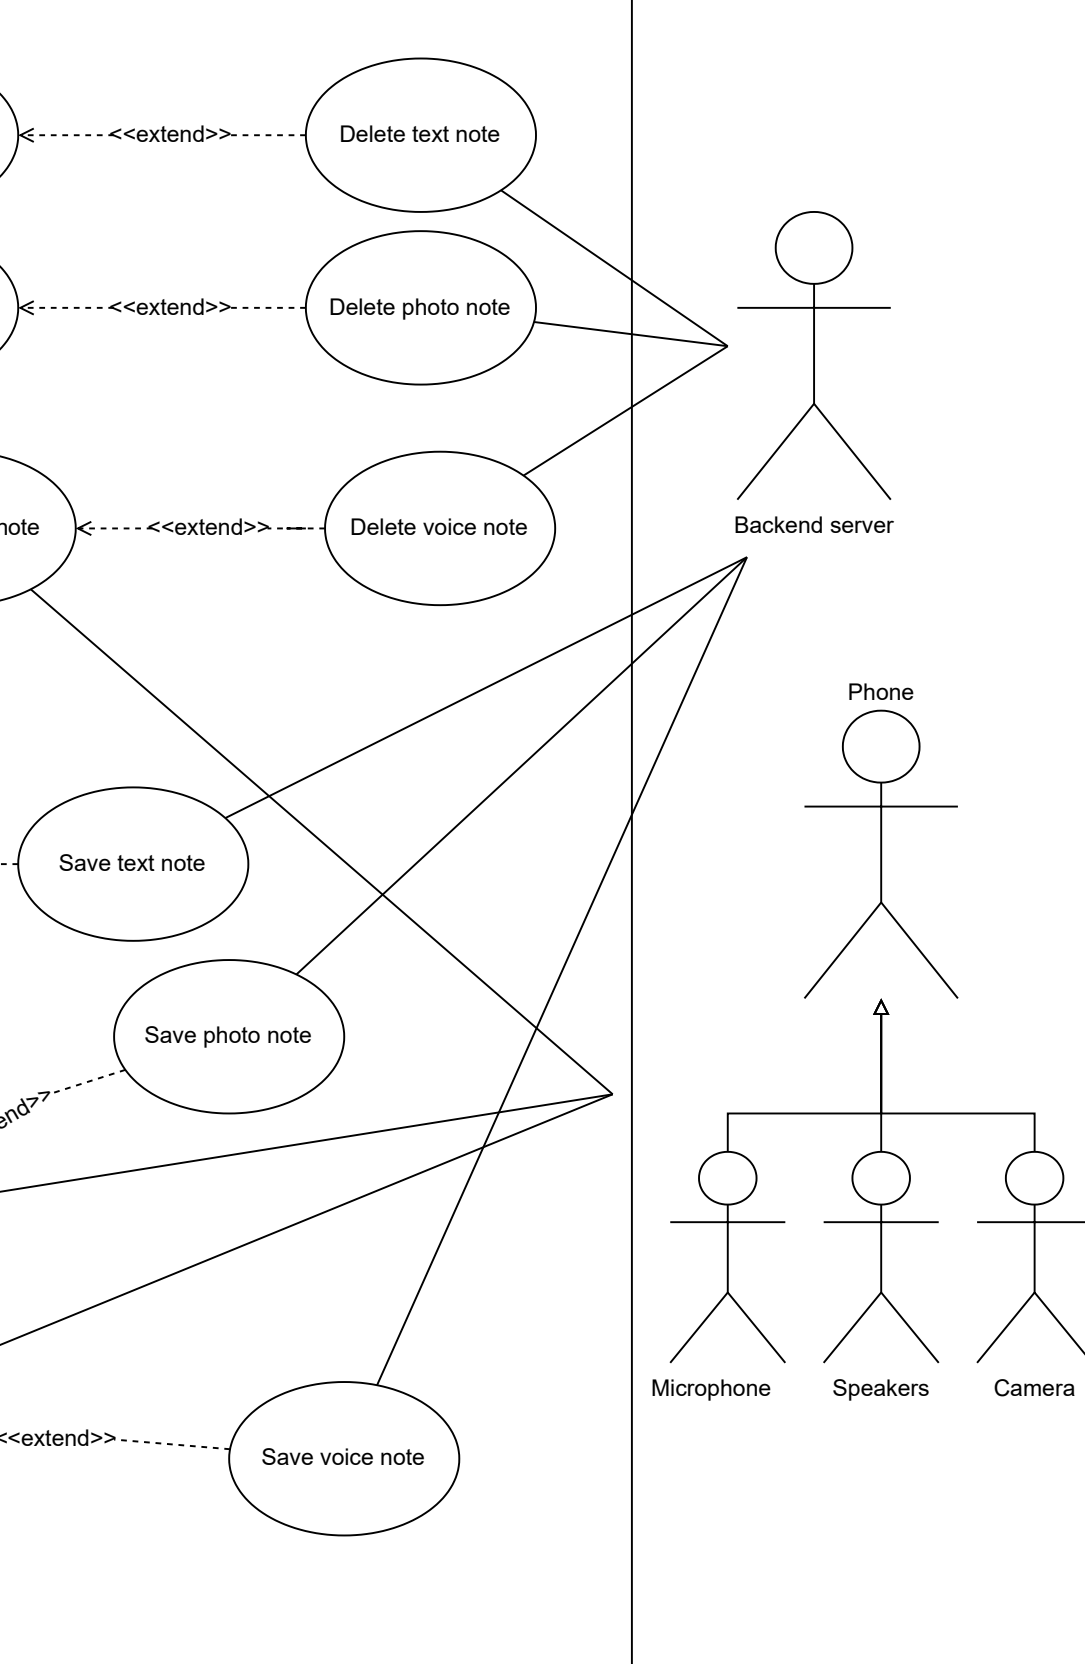 <<extend>>
Delete text note
<<extend>>
Delete photo note
note
<<extend>>
Delete voice note
Backend server
Phone
Save text note
Save photo note
end>>
<<extend>>
Save voice note
Microphone
Speakers
Camera